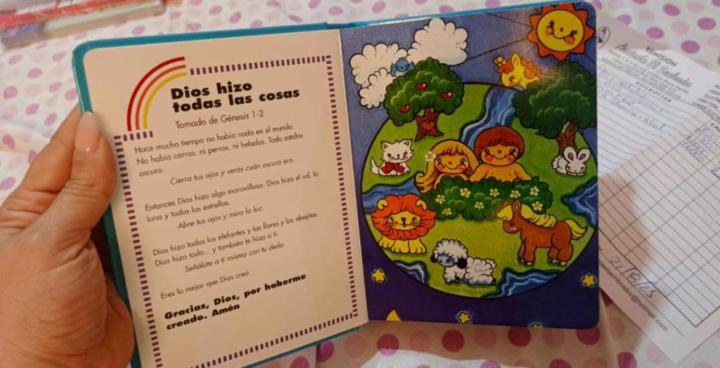 Dios hizo
todas las cosas
Tomado de Génesis 1-2
Hace mucho tiempo no había nada en el mundo.
No había carros, ni perros, ni helados. Todo estaba
oscuro.
Cierra tus ojos y verás cuán oscuro era.
Entonces Dios hizo algo maravilloso. Dios hizo el sol, la
luna y todas las estrellas.
Abre tus ojos y mira la luz.
Dios hizo todos los elefantes y las flores y las abejitas.
Dios hizo todo... y también te hizo a ti.
Señálate a ti mismo con tu dedo.
Eres lo mejor que Dios creó.
Gracias, Dios, por haberme
creado. Amén